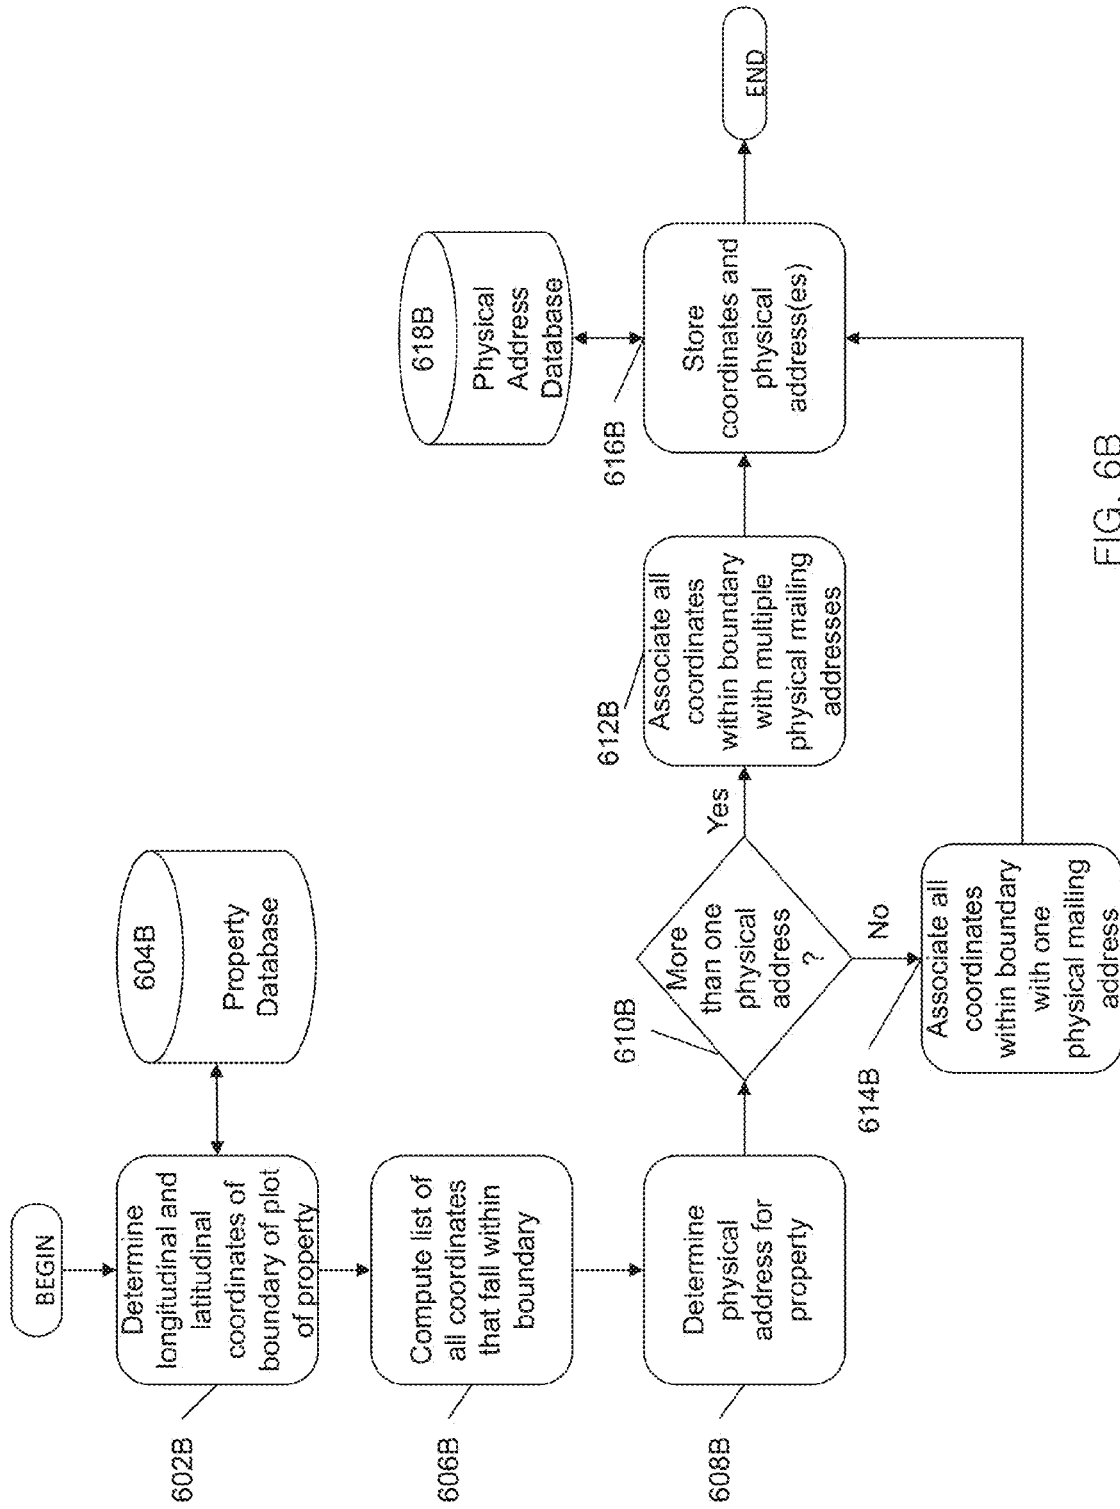 BEGIN
602B
Determine
longitudinal and
latitudinal
coordinates of
boundary of plot
of property
604B
Property
Database
606B
Compute list of
all coordinates
that fall within
boundary
608B
Determine
physical
address for
property
610B
More
than one
physical
address
?
Yes
No
612B
Associate all
coordinates
within boundary
with multiple
physical mailing
addresses
614B
Associate all
coordinates
within boundary
with one
physical mailing
address
616B
Store
coordinates and
physical
address(es)
618B
Physical
Address
Database
END
FIG. 6B